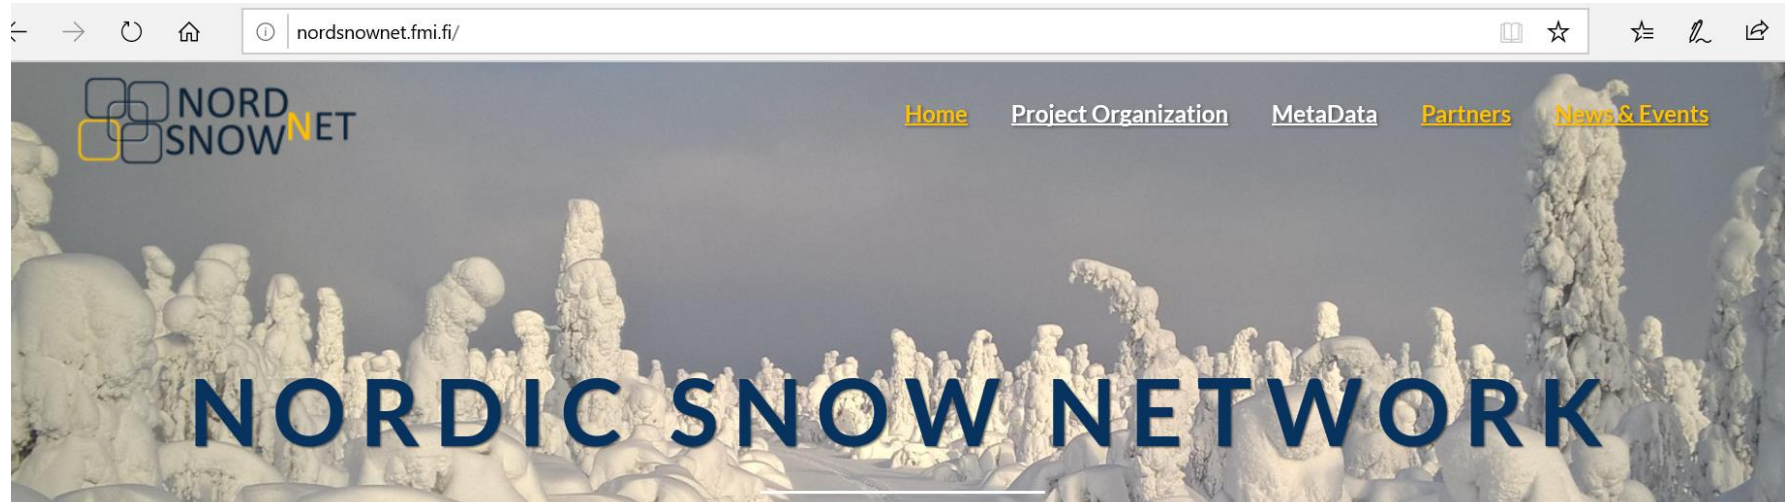 nordsnownet.fmi.fi/
NORD
SNOWNET
Home Project Organization MetaData Partners News & Events
NORDIC SNOW NETWORK